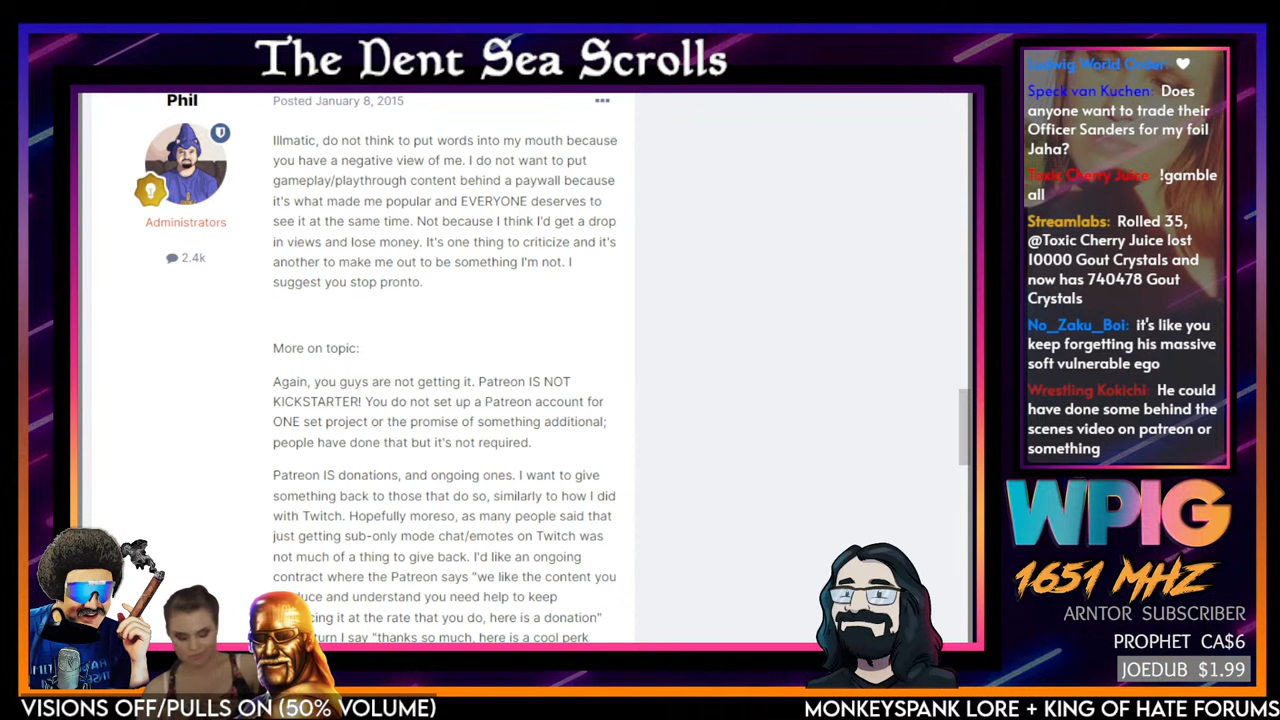 The Dent Sea Scrolls
Phil
Posted January 8, 2015
Administrators
2.4k
Illmatic, do not think to put words into my mouth because
you have a negative view of me. I do not want to put
gameplay/playthrough content behind a paywall because
it's what made me popular and EVERYONE deserves to
see it at the same time. Not because I think I'd get a drop
in views and lose money. It's one thing to criticize and it's
another to make me out to be something I'm not. I
suggest you stop pronto.
More on topic:
Again, you guys are not getting it. Patreon IS NOT
KICKSTARTER! You do not set up a Patreon account for
ONE set project or the promise of something additional;
people have done that but it's not required.
Patreon IS donations, and ongoing ones. I want to give
something back to those that do so, similarly to how I did
with Twitch. Hopefully moreso, as many people said that
just getting sub-only mode chat/emotes on Twitch was
not much of a thing to give back. I'd like an ongoing
contract where the Patreon says "we like the content you
and understand you need help to keep
it at the rate that you do, here is a donation"
I say "thanks so much, here is a cool perk
Ludwig World Order: ♥
Speck van Kuchen: Does
anyone want to trade their
Officer Sanders for my foil
Jaha?
Toxic Cherry Juice: !gamble
all
Streamlabs: Rolled 35,
@Toxic Cherry Juice lost
10000 Gout Crystals and
now has 740478 Gout
Crystals
No_Zaku_Boi: it's like you
keep forgetting his massive
soft vulnerable ego
Wrestling Kokichi: He could
have done some behind the
scenes video on patreon or
something
WPIG
1651 MHZ
ARNTOR SUBSCRIBER
PROPHET CA$6
JOEDUB $1.99
VISIONS OFF/PULLS ON (50% VOLUME)
MONKEYSPANK LORE + KING OF HATE FORUMS